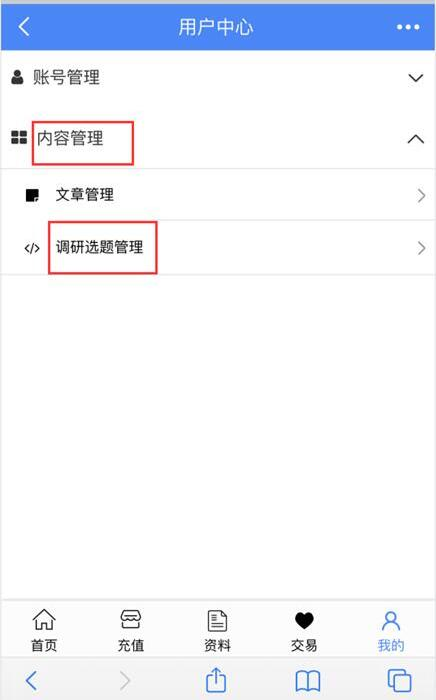 用户中心
账号管理
内容管理
文章管理
调研选题管理
首页
充值
资料
交易
我的